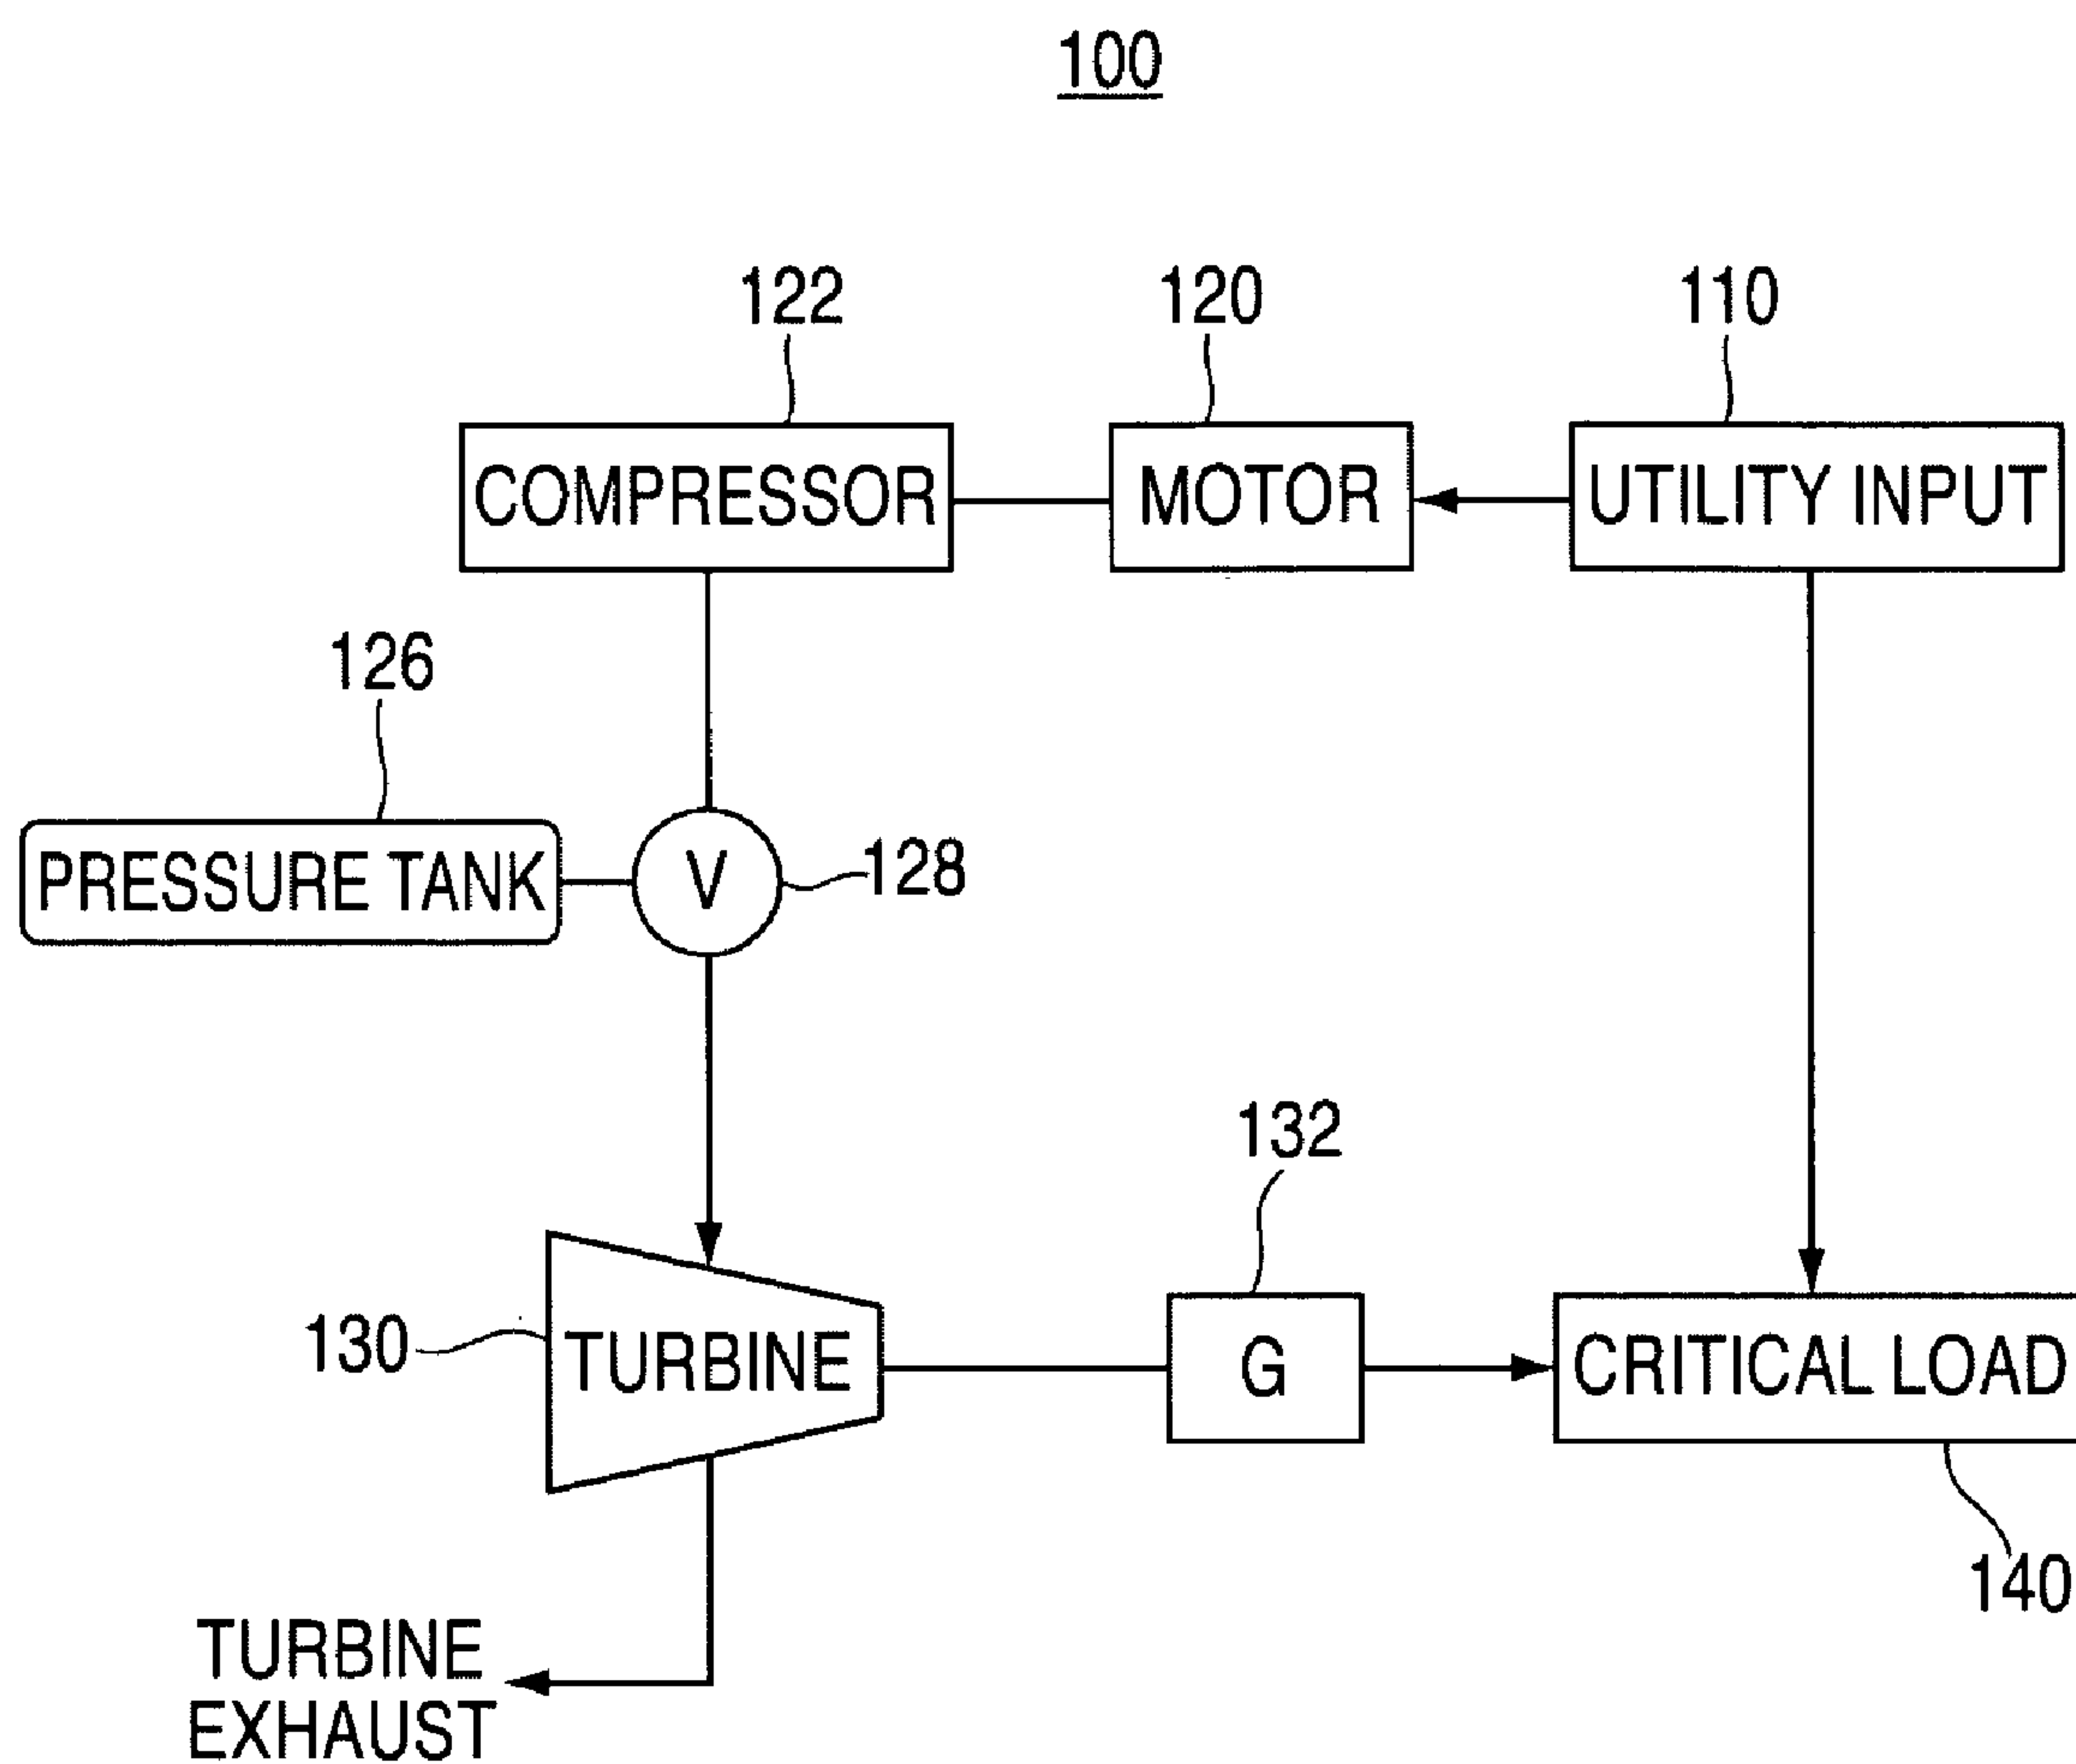 100
122
120
110
COMPRESSOR
MOTOR
UTILITY INPUT
126
PRESSURE TANK
V
128
132
130
TURBINE
G
CRITICAL LOAD
140
TURBINE
EXHAUST